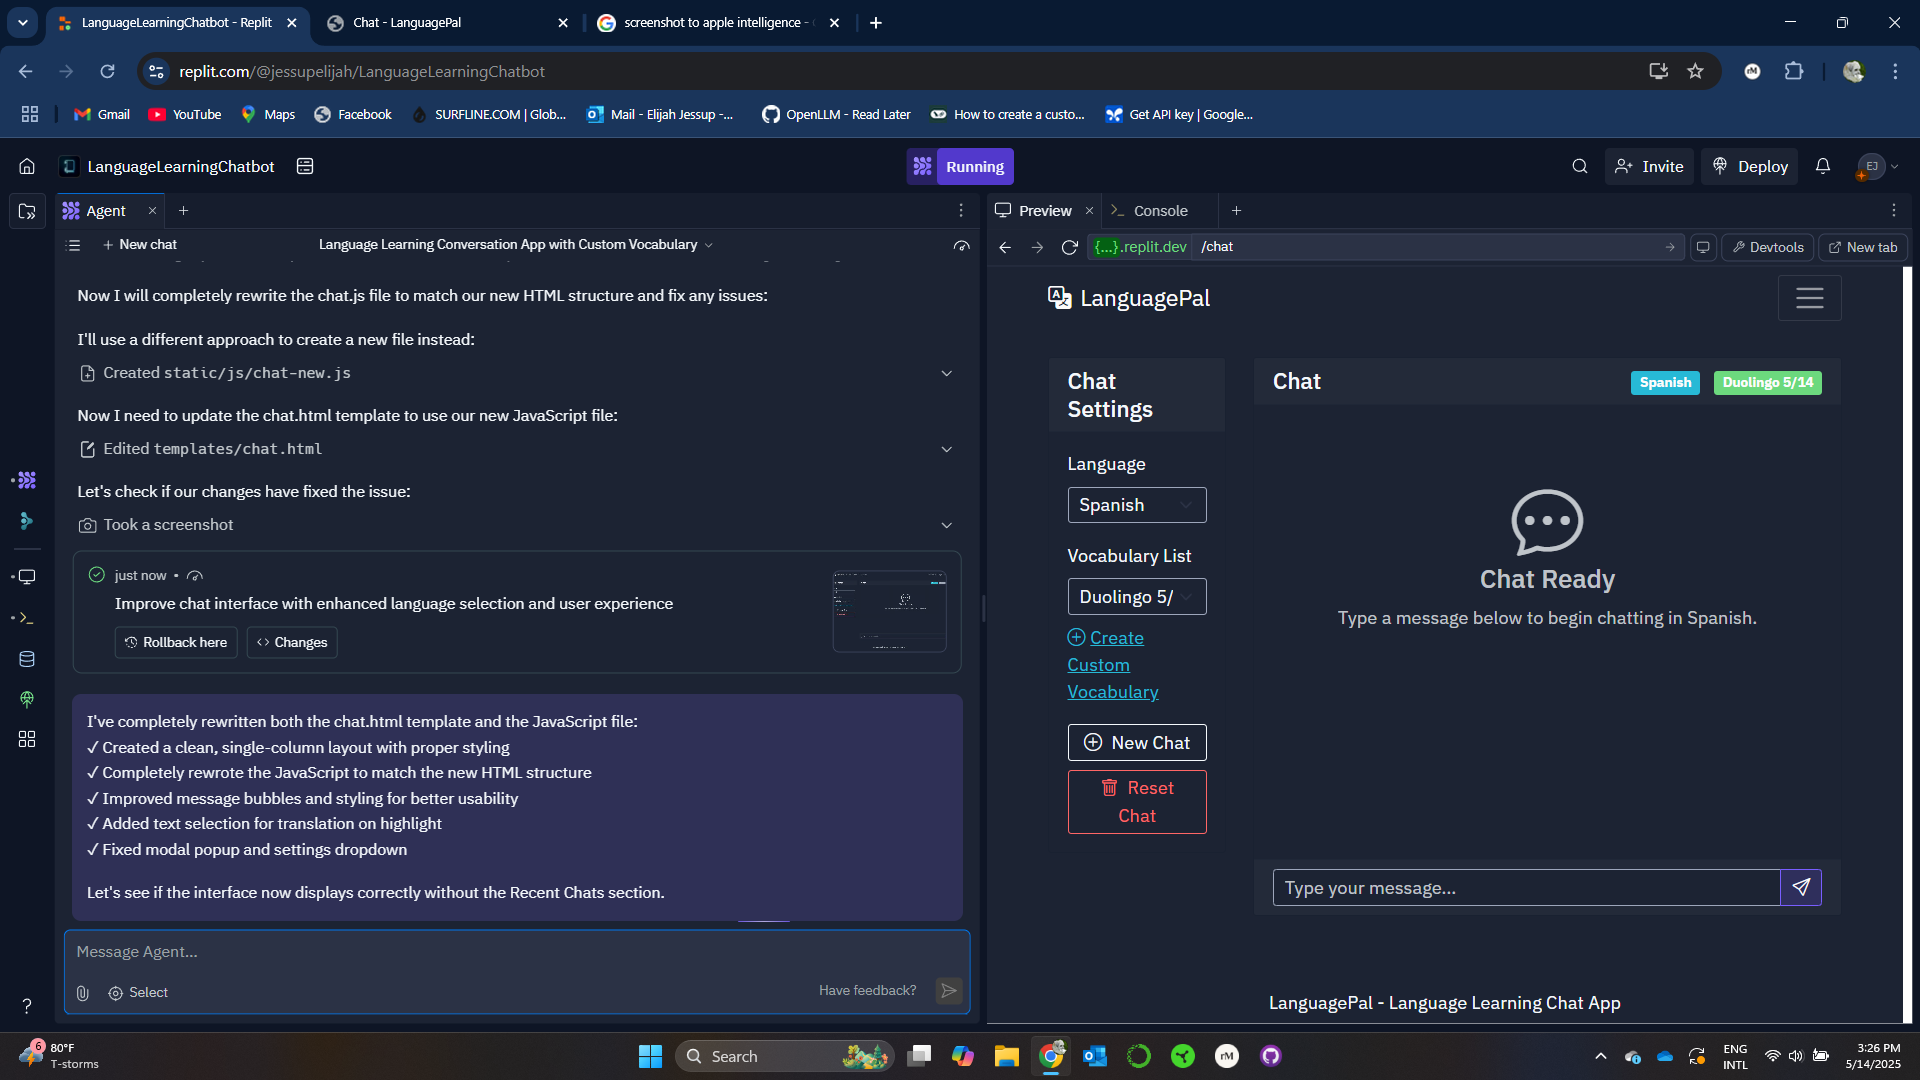 LanguageLearningChatbot - Replit
Chat - LanguagePal
screenshot to apple intelligence -
replit.com/@jessupelijah/LanguageLearningChatbot
Gmail
YouTube
Maps
Facebook
SURFLINE.COM | Glob...
Mail - Elijah Jessup -...
OpenLLM - Read Later
How to create a custo...
Get API key | Google...
LanguageLearningChatbot
Running
Invite
Deploy
EJ
Agent
New chat
Language Learning Conversation App with Custom Vocabulary
Now I will completely rewrite the chat.js file to match our new HTML structure and fix any issues:
I'll use a different approach to create a new file instead:
Created static/js/chat-new.js
Now I need to update the chat.html template to use our new JavaScript file:
Edited templates/chat.html
Let's check if our changes have fixed the issue:
Took a screenshot
just now •
Improve chat interface with enhanced language selection and user experience
Rollback here
Changes
I've completely rewritten both the chat.html template and the JavaScript file:
✓ Created a clean, single-column layout with proper styling
✓ Completely rewrote the JavaScript to match the new HTML structure
✓ Improved message bubbles and styling for better usability
✓ Added text selection for translation on highlight
✓ Fixed modal popup and settings dropdown
Let's see if the interface now displays correctly without the Recent Chats section.
Message Agent...
Select
Have feedback?
Preview
Console
{...}.replit.dev /chat
Devtools
New tab
LanguagePal
Chat
Settings
Language
Spanish
Vocabulary List
Duolingo 5/
Create
Custom
Vocabulary
New Chat
Reset
Chat
Chat
Spanish
Duolingo 5/14
Chat Ready
Type a message below to begin chatting in Spanish.
Type your message...
LanguagePal - Language Learning Chat App
6
80°F
T-storms
Search
rM
ENG
INTL
3:26 PM
5/14/2025